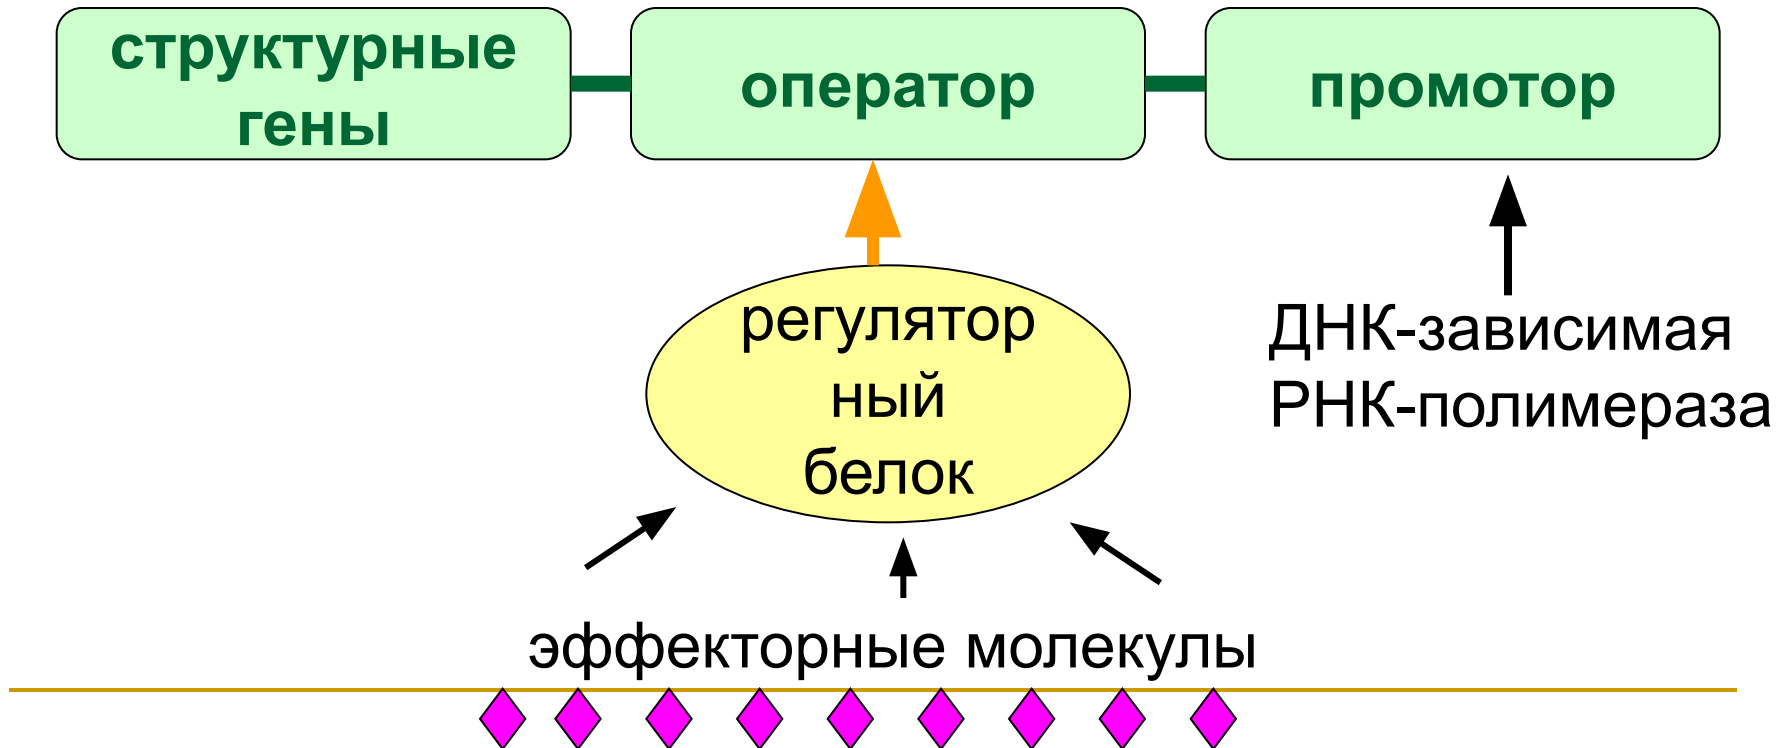 структурные
гены
оператор
промотор
регулятор
ный
белок
ДНК-зависимая
РНК-полимераза
эффекторные молекулы